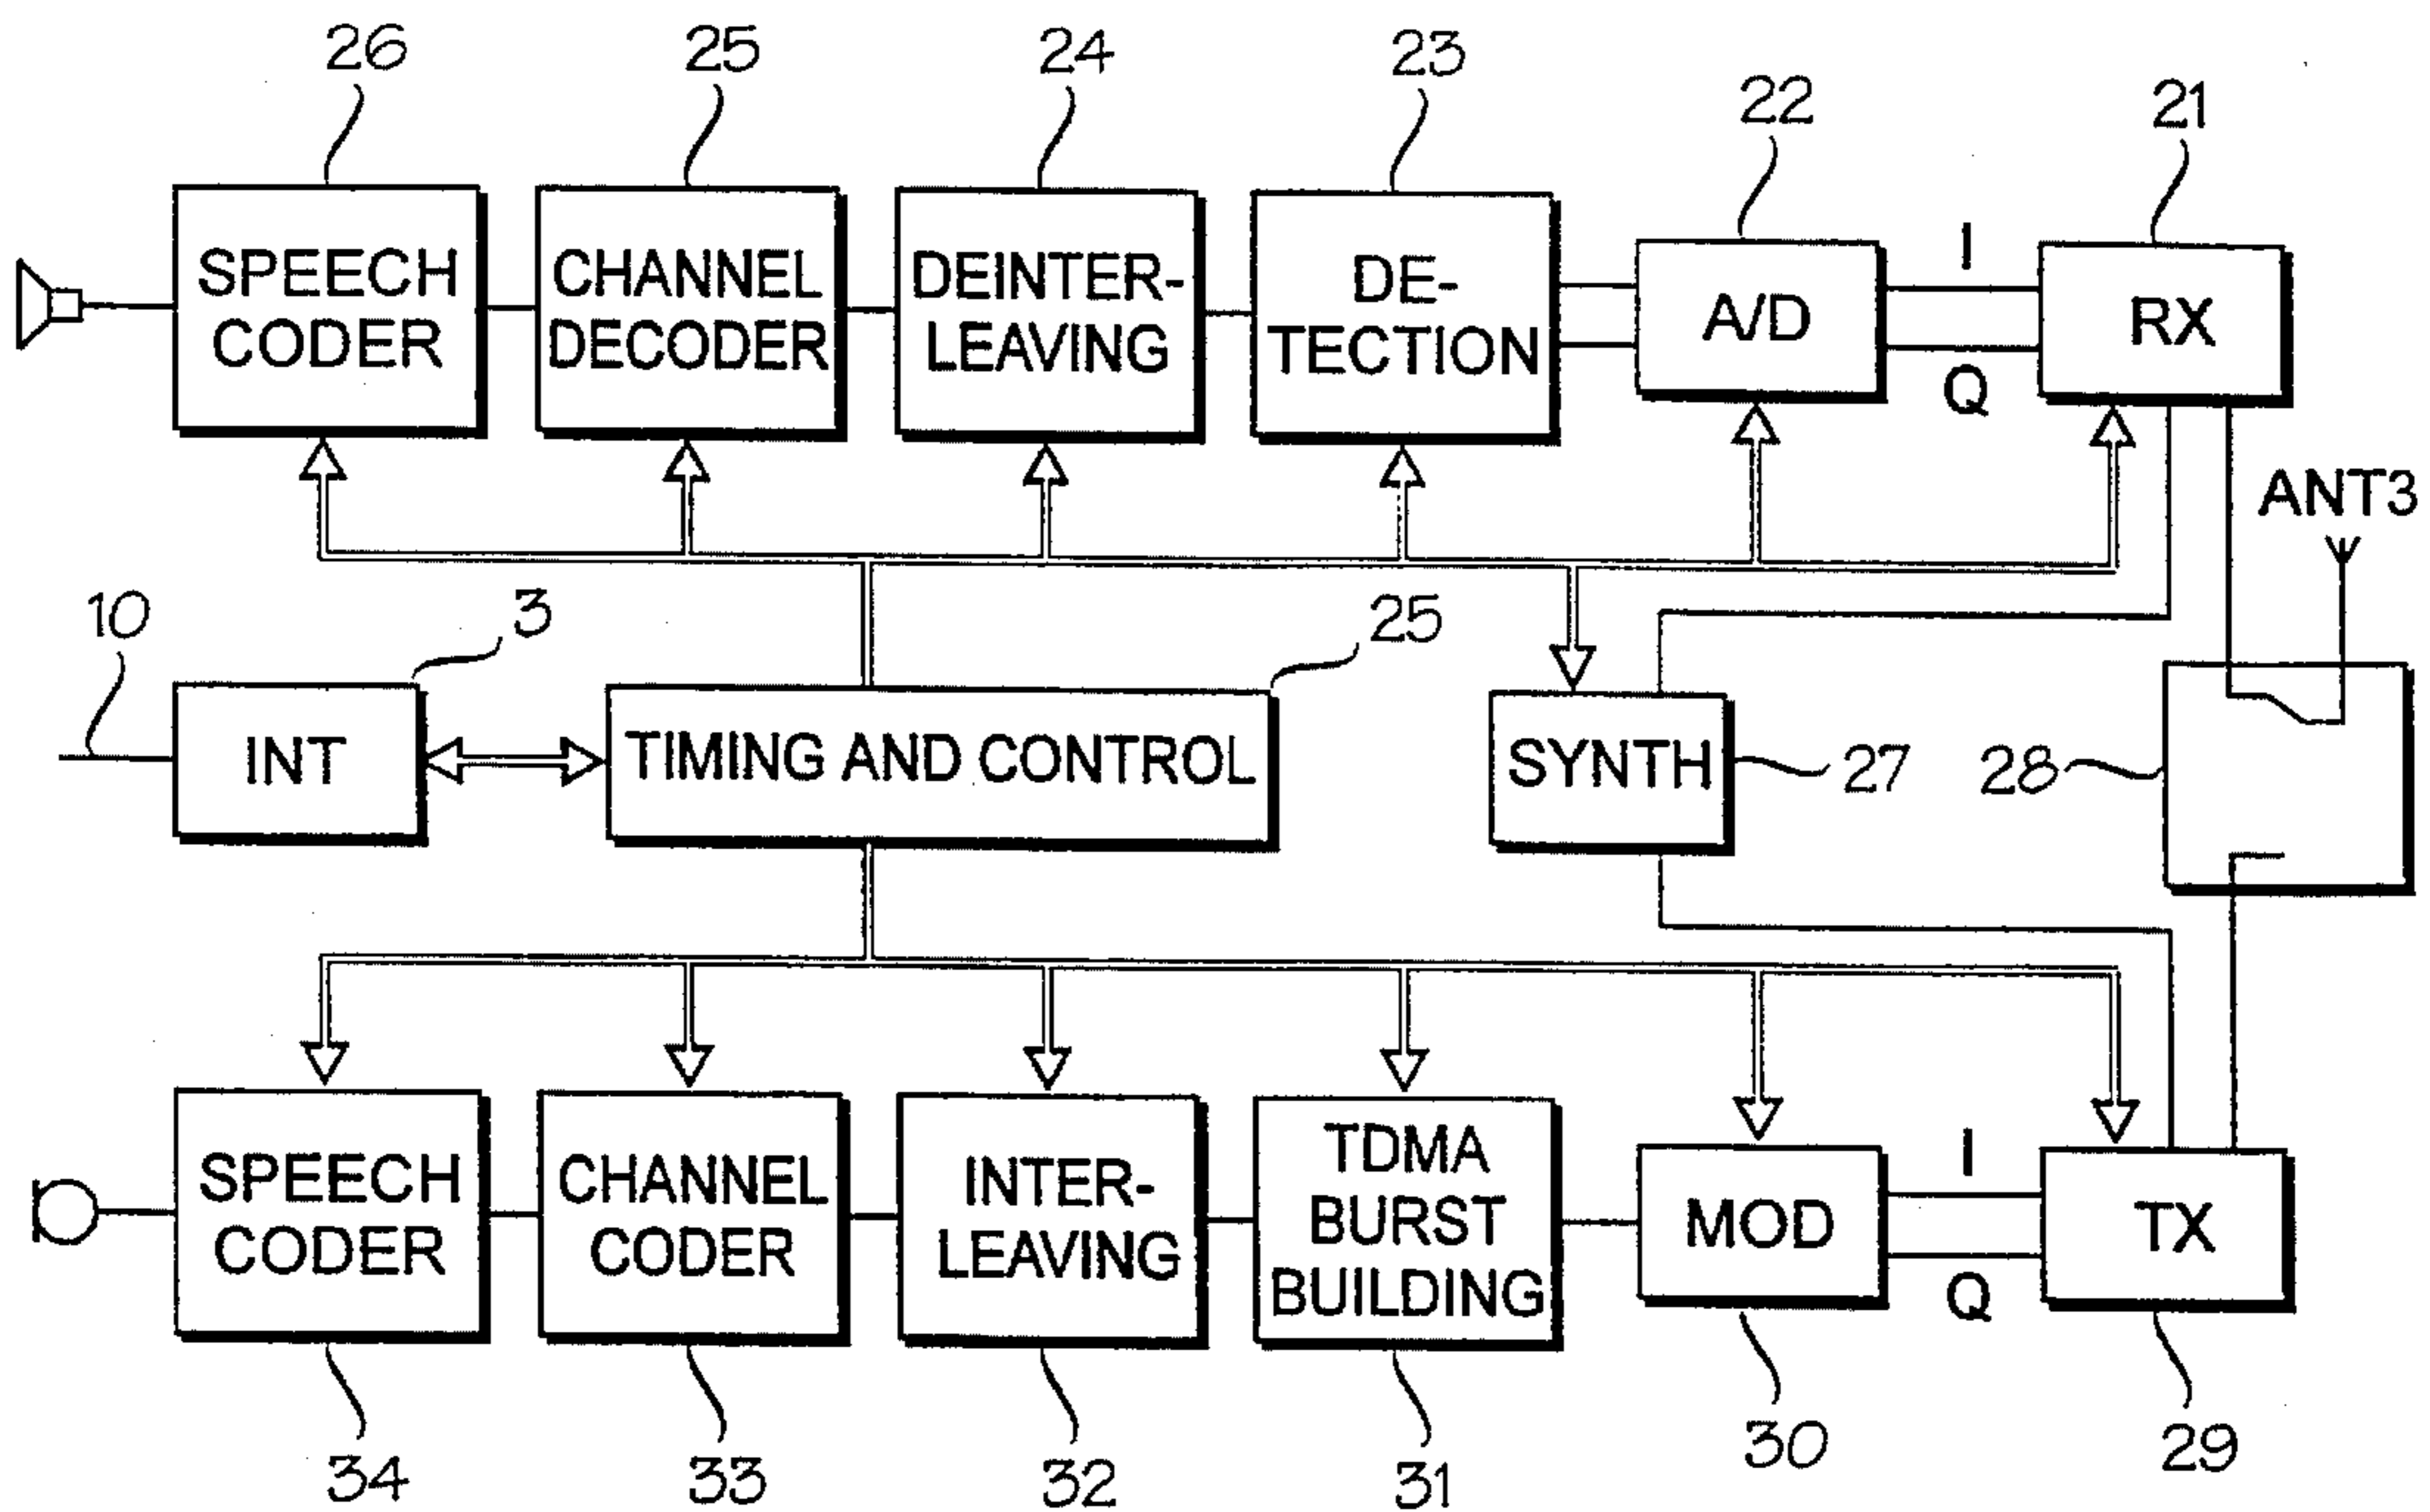 26
25
24
23
22
21
SPEECH
CODER
CHANNEL
DECODER
DEINTER-
LEAVING
DE-
TECTION
A/D
I
Q
RX
ANT3
10
3
25
INT
TIMING AND CONTROL
SYNTH
27
28
SPEECH
CODER
CHANNEL
CODER
INTER-
LEAVING
TDMA
BURST
BUILDING
MOD
I
Q
TX
34
33
32
31
30
29